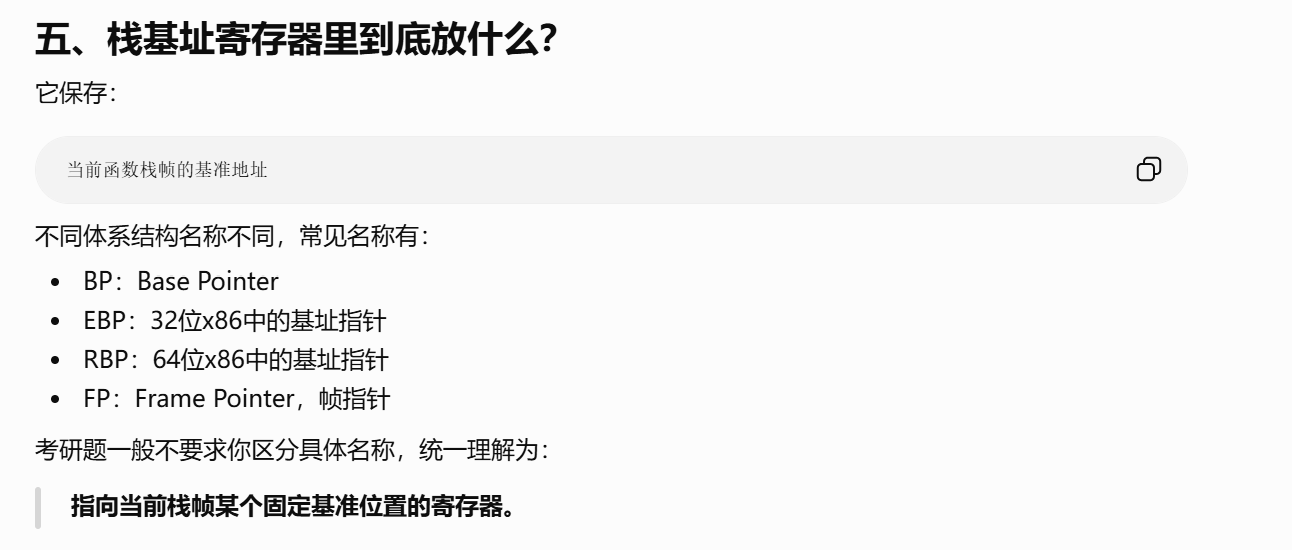 五、栈基址寄存器里到底放什么？
它保存：
当前函数栈帧的基准地址
不同体系结构名称不同，常见名称有：
• BP：Base Pointer
• EBP：32位x86中的基址指针
• RBP：64位x86中的基址指针
• FP：Frame Pointer，帧指针
考研题一般不要求你区分具体名称，统一理解为：
指向当前栈帧某个固定基准位置的寄存器。